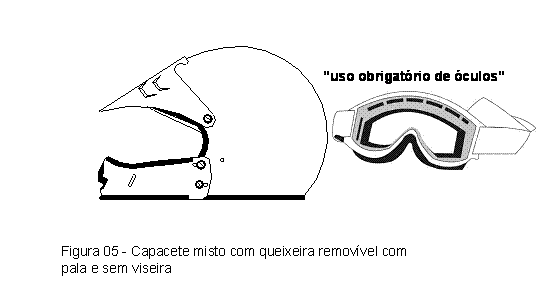 "uso obrigatório de óculos"
Figura 05 - Capacete misto com queixeira removível com
pala e sem viseira